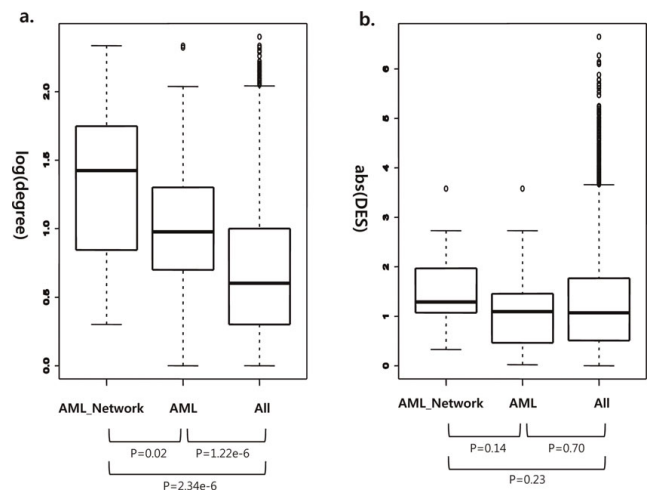 a.
log(degree)
2.0
1.5
1.0
0.5
0.0
AML_Network AML All
P=0.02 P=1.22e-6
P=2.34e-6
b.
abs(DES)
6
5
4
3
2
1
0
AML_Network AML All
P=0.14 P=0.70
P=0.23